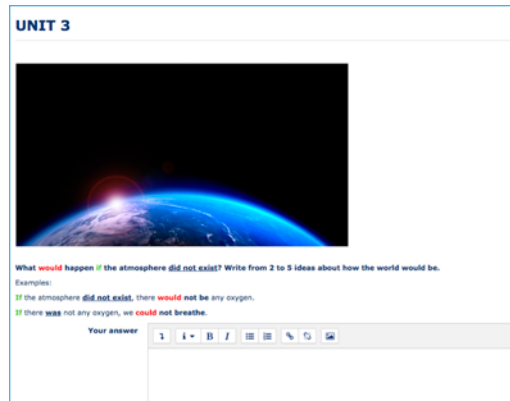 UNIT 3
What would happen if the atmosphere did not exist? Write from 2 to 5 ideas about how the world would be.
Examples:
If the atmosphere did not exist, there would not be any oxygen.
If there was not any oxygen, we could not breathe.
Your answer
B I